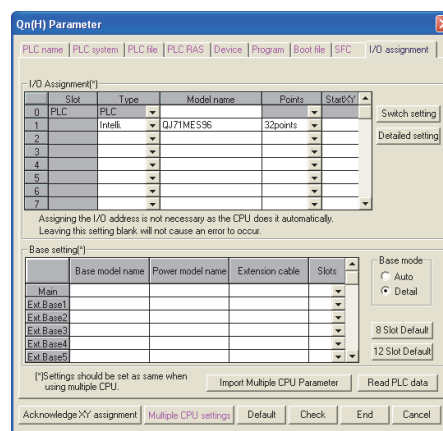 Qn(H) Parameter
PLC name PLC system PLC file PLC RAS Device Program Boot file SFC I/O assignment
I/O Assignment(*)
Slot Type Model name Points StartXY
0 PLC PLC
1 Intelli. QJ71MES96 32points
2
3
4
5
6
7
Switch setting
Detailed setting
Assigning the I/O address is not necessary as the CPU does it automatically.
Leaving this setting blank will not cause an error to occur.
Base setting(*)
Base model name Power model name Extension cable Slots
Main
Ext.Base1
Ext.Base2
Ext.Base3
Ext.Base4
Ext.Base5
Base mode
Auto
Detail
8 Slot Default
12 Slot Default
(*)Settings should be set as same when
using multiple CPU.
Import Multiple CPU Parameter Read PLC data
Acknowledge XY assignment Multiple CPU settings Default Check End Cancel